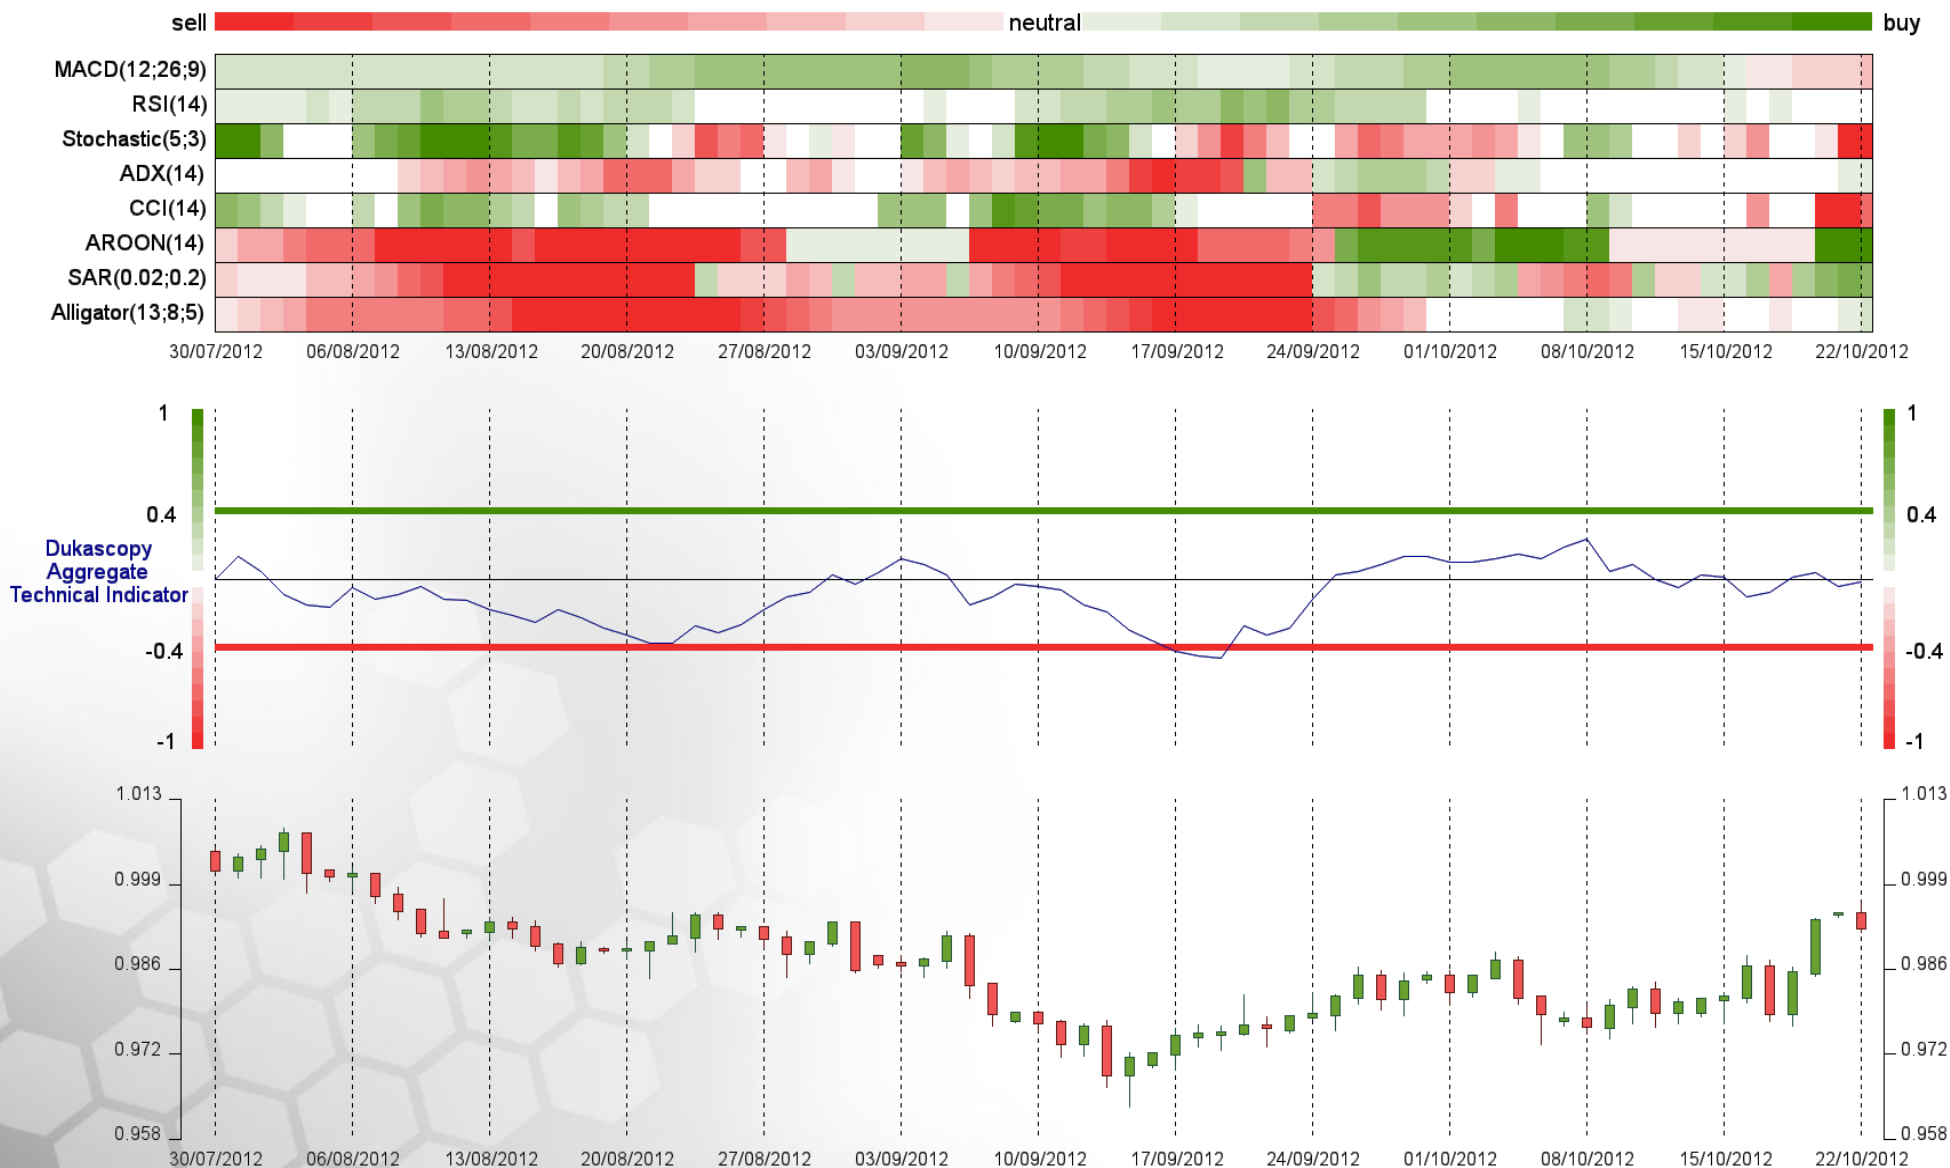 sell neutral buy
MACD(12;26;9)
RSI(14)
Stochastic(5;3)
ADX(14)
CCI(14)
AROON(14)
SAR(0.02;0.2)
Alligator(13;8;5)
30/07/2012 06/08/2012 13/08/2012 20/08/2012 27/08/2012 03/09/2012 10/09/2012 17/09/2012 24/09/2012 01/10/2012 08/10/2012 15/10/2012 22/10/2012
1 1
0.4 0.4
Dukascopy
Aggregate
Technical Indicator
-0.4 -0.4
-1 -1
1.013 1.013
0.999 0.999
0.986 0.986
0.972 0.972
0.958 0.958
30/07/2012 06/08/2012 13/08/2012 20/08/2012 27/08/2012 03/09/2012 10/09/2012 17/09/2012 24/09/2012 01/10/2012 08/10/2012 15/10/2012 22/10/2012